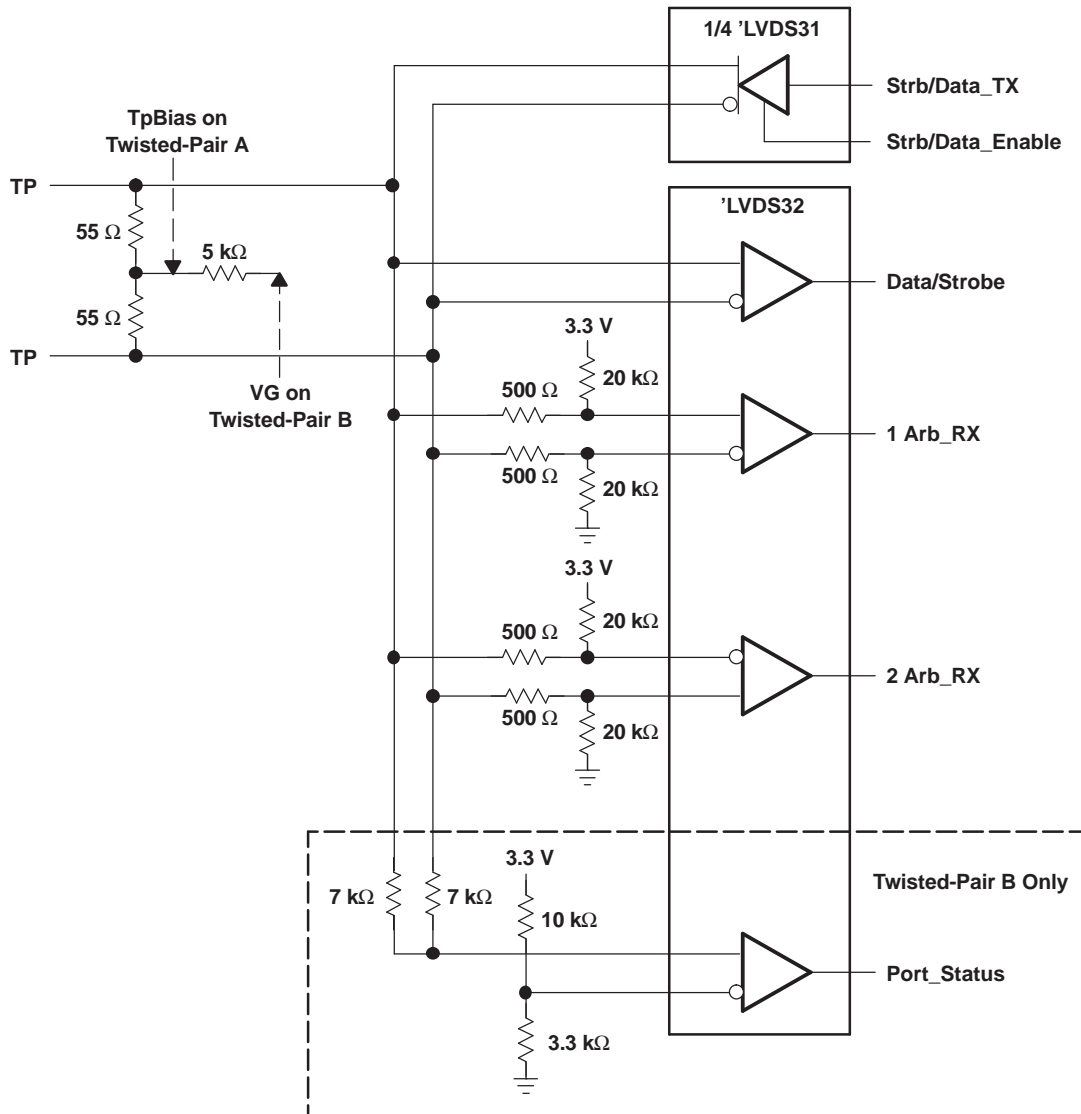 1/4 ’LVDS31
Strb/Data_TX
Strb/Data_Enable
TpBias on
Twisted-Pair A
TP
55 Ω
5 kΩ
55 Ω
TP
VG on
Twisted-Pair B
’LVDS32
Data/Strobe
3.3 V
20 kΩ
500 Ω
1 Arb_RX
500 Ω
20 kΩ
3.3 V
20 kΩ
500 Ω
2 Arb_RX
500 Ω
20 kΩ
3.3 V
Twisted-Pair B Only
7 kΩ
7 kΩ
10 kΩ
Port_Status
3.3 kΩ